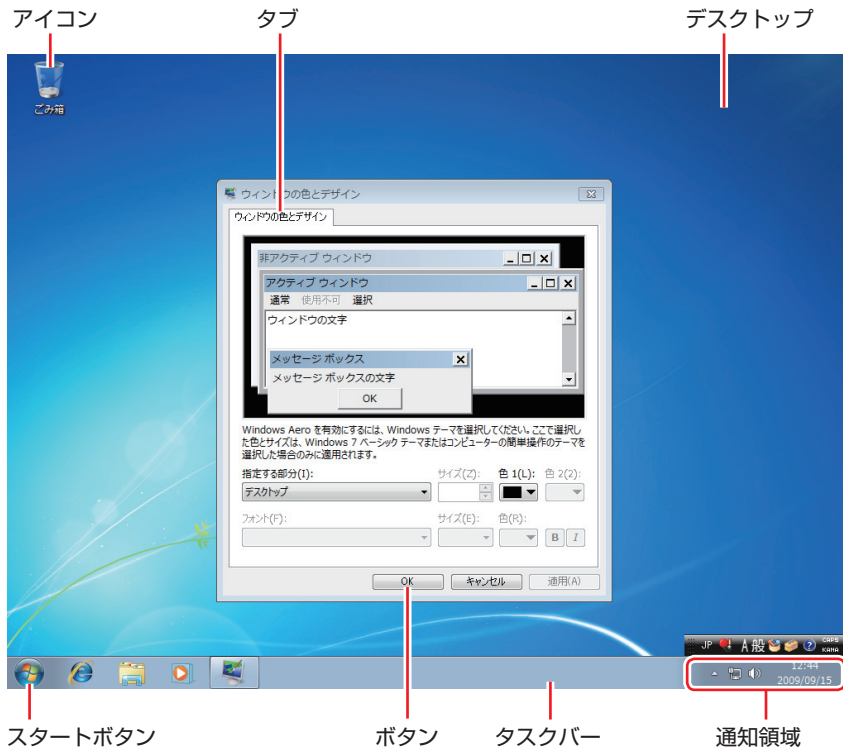 アイコン
タブ
デスクトップ
ごみ箱
ウィンドウの色とデザイン
ウィンドウの色とデザイン
非アクティブ ウィンドウ
アクティブ ウィンドウ
通常 使用不可 選択
ウィンドウの文字
メッセージ ボックス
メッセージ ボックスの文字
OK
Windows Aero を有効にするには、Windows テーマを選択してください。ここで選択し
た色とサイズは、Windows 7 ベーシック テーマまたはコンピューターの簡単操作のテーマを
選択した場合のみに適用されます。
指定する部分(I): サイズ(Z): 色 1(L): 色 2(2):
デスクトップ
フォント(F): サイズ(E): 色(R):
B I
OK キャンセル 適用(A)
JP A 般 CAPS
KANA
12:44
2009/09/15
スタートボタン
ボタン
タスクバー
通知領域